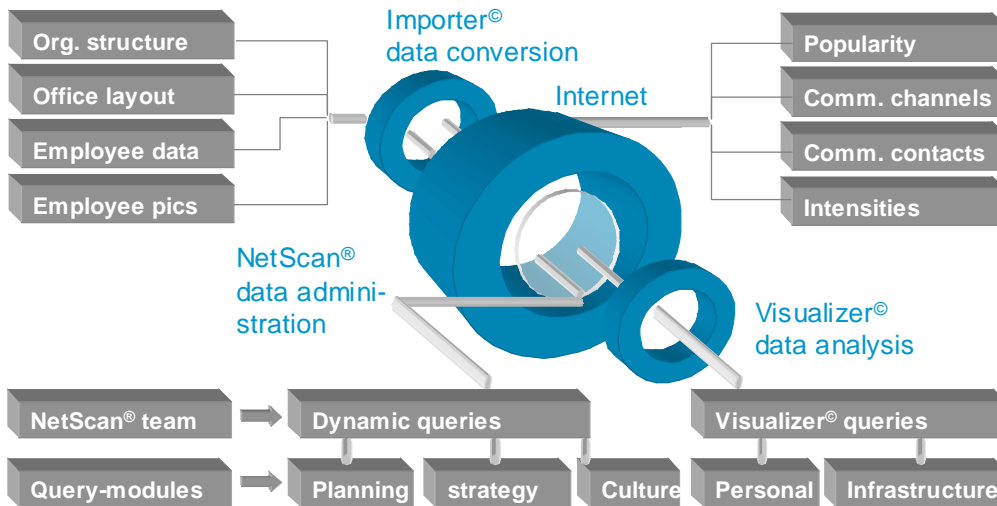 Importer©
data conversion
Internet
Org. structure
Office layout
Employee data
Employee pics
Popularity
Comm. channels
Comm. contacts
Intensities
NetScan®
data admini-
stration
Visualizer©
data analysis
NetScan® team
Dynamic queries
Visualizer© queries
Query-modules
Planning
strategy
Culture
Personal
Infrastructure